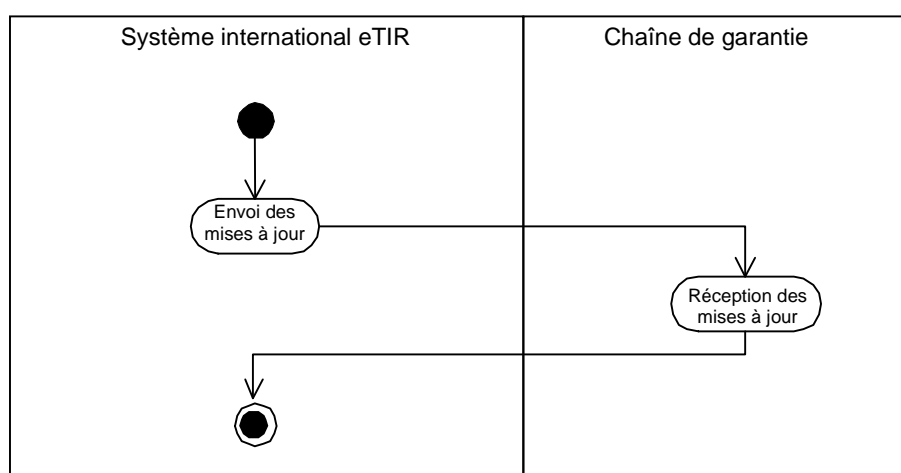 Système international eTIR
Chaîne de garantie
Envoi des
mises à jour
Réception des
mises à jour